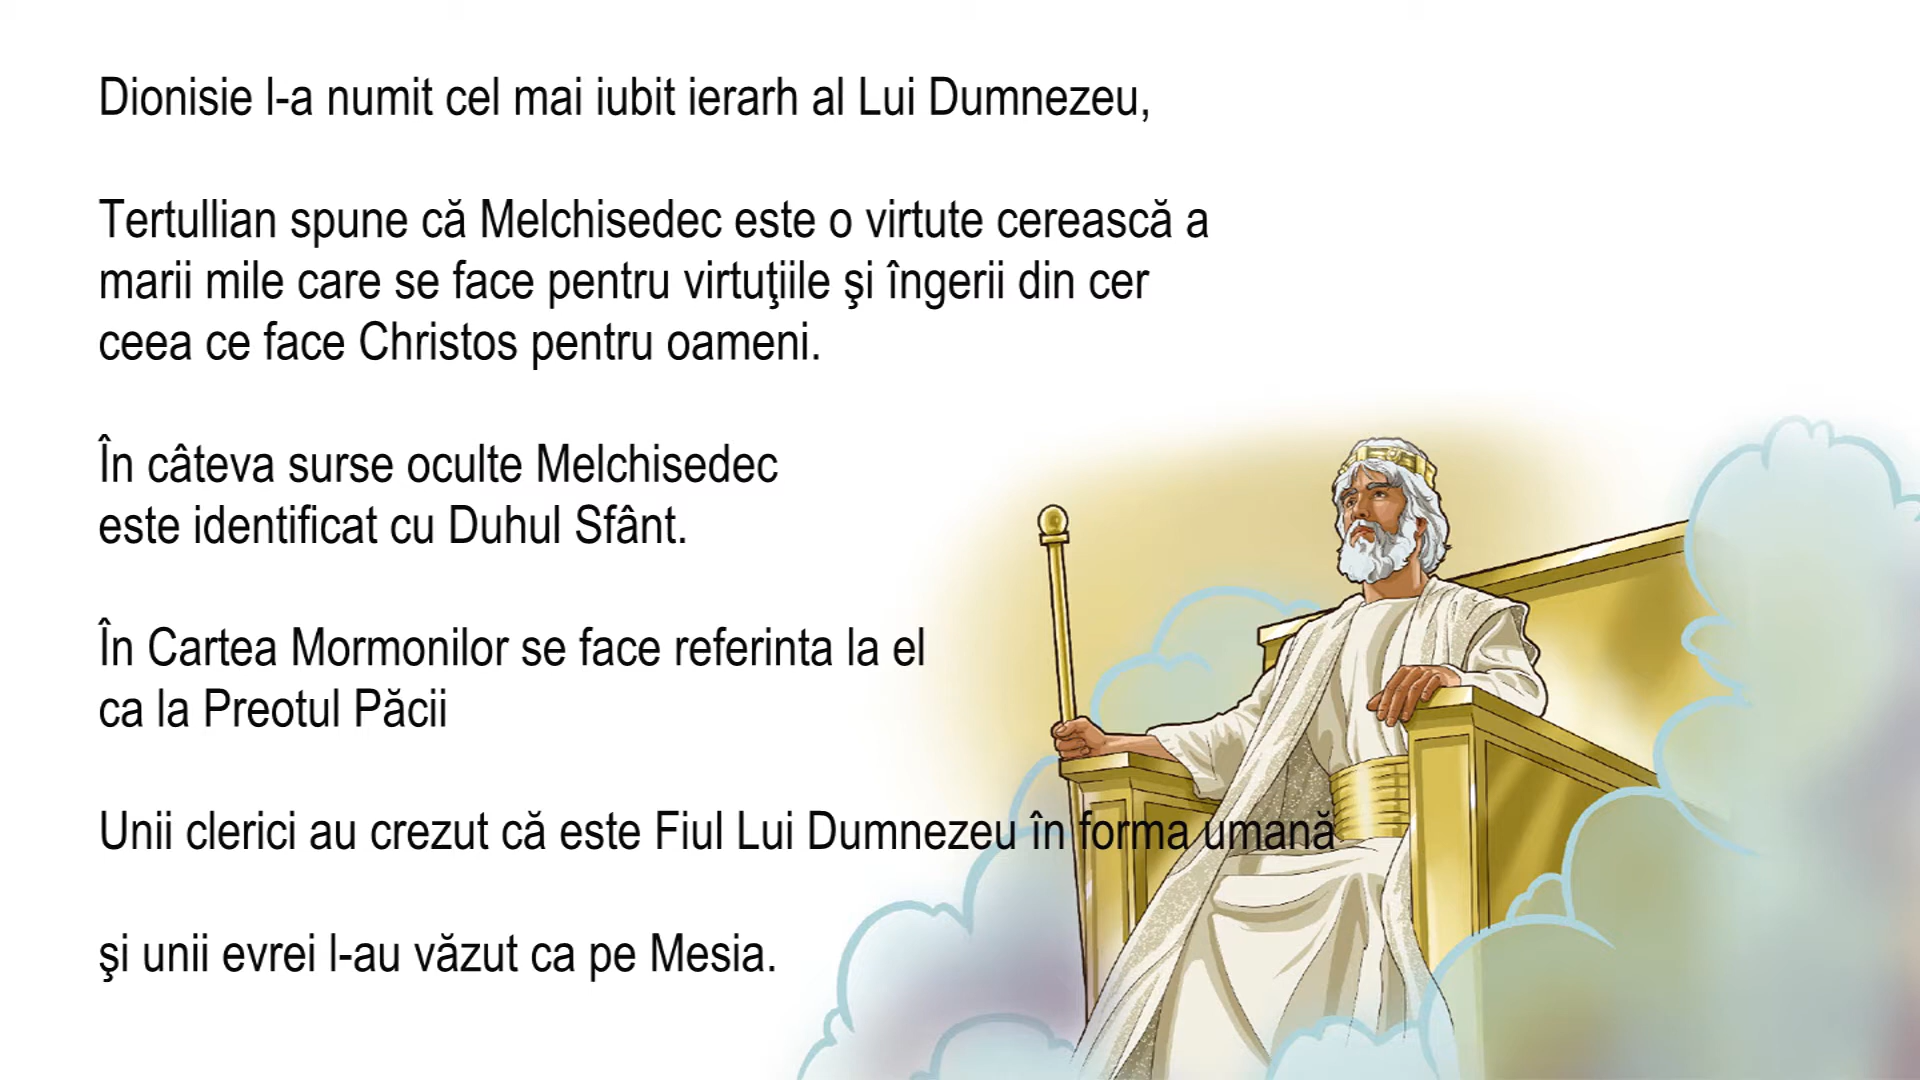 Dionisie l-a numit cel mai iubit ierarh al Lui Dumnezeu,
Tertullian spune că Melchisedec este o virtute cerească a
marii mile care se face pentru virtuţiile şi îngerii din cer
ceea ce face Christos pentru oameni.
În câteva surse oculte Melchisedec
este identificat cu Duhul Sfânt.
În Cartea Mormonilor se face referinta la el
ca la Preotul Păcii
Unii clerici au crezut că este Fiul Lui Dumnezeu în forma umană
şi unii evrei l-au văzut ca pe Mesia.